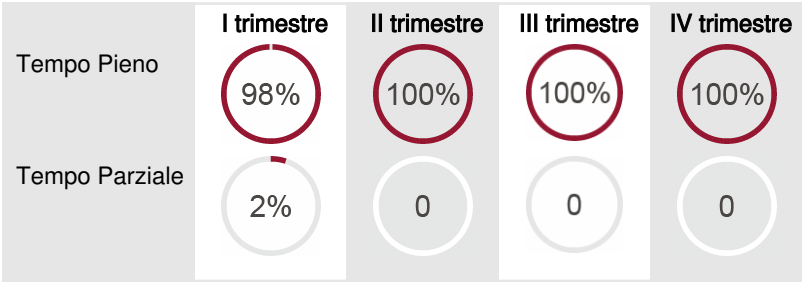 I trimestre II trimestre III trimestre IV trimestre
Tempo Pieno 98% 100% 100% 100%
Tempo Parziale 2% 0 0 0